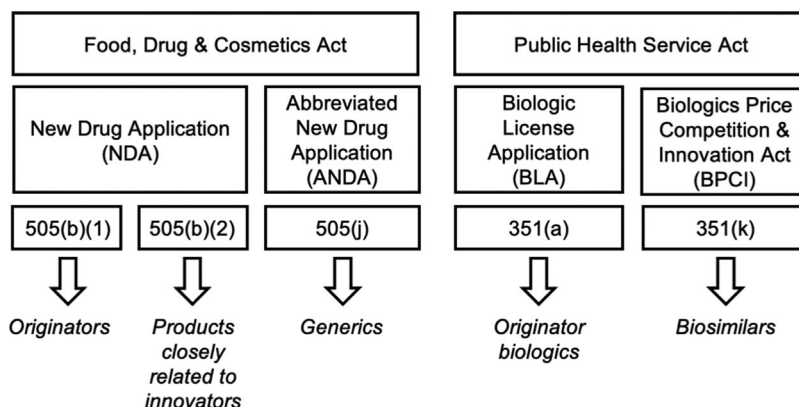 Food, Drug & Cosmetics Act
Public Health Service Act
New Drug Application
(NDA)
Abbreviated
New Drug
Application
(ANDA)
Biologic
License
Application
(BLA)
Biologics Price
Competition &
Innovation Act
(BPCI)
505(b)(1)
505(b)(2)
505(j)
351(a)
351(k)
Originators
Products
closely
related to
innovators
Generics
Originator
biologics
Biosimilars